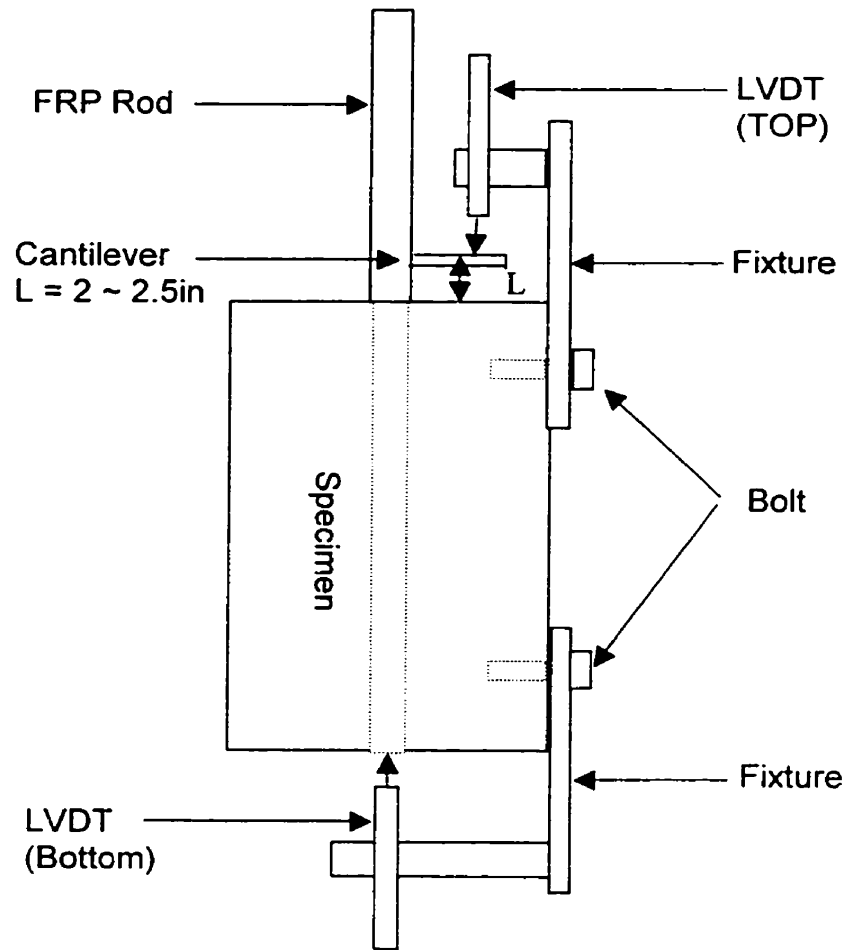 FRP Rod
LVDT
(TOP)
Cantilever
L = 2 ~ 2.5in
L
Fixture
Specimen
Bolt
Fixture
LVDT
(Bottom)